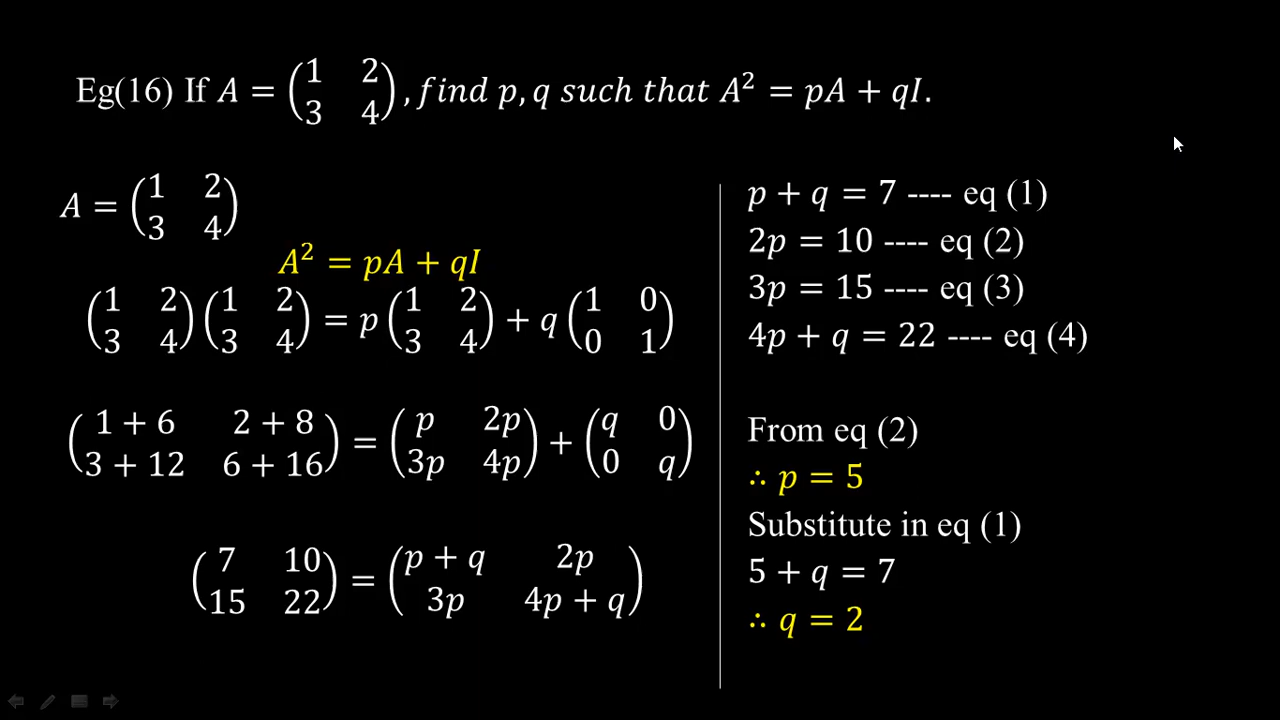 Eg(16) If A = (1 2
3 4), find p, q such that A² = pA + qI.
A = (1 2
3 4)
A² = pA + qI
(1 2
3 4)(1 2
3 4) = p(1 2
3 4) + q(1 0
0 1)
(1 + 6 2 + 8
3 + 12 6 + 16) = (p 2p
3p 4p) + (q 0
0 q)
(7 10
15 22) = (p + q 2p
3p 4p + q)
p + q = 7 ---- eq (1)
2p = 10 ---- eq (2)
3p = 15 ---- eq (3)
4p + q = 22 ---- eq (4)
From eq (2)
∴ p = 5
Substitute in eq (1)
5 + q = 7
∴ q = 2